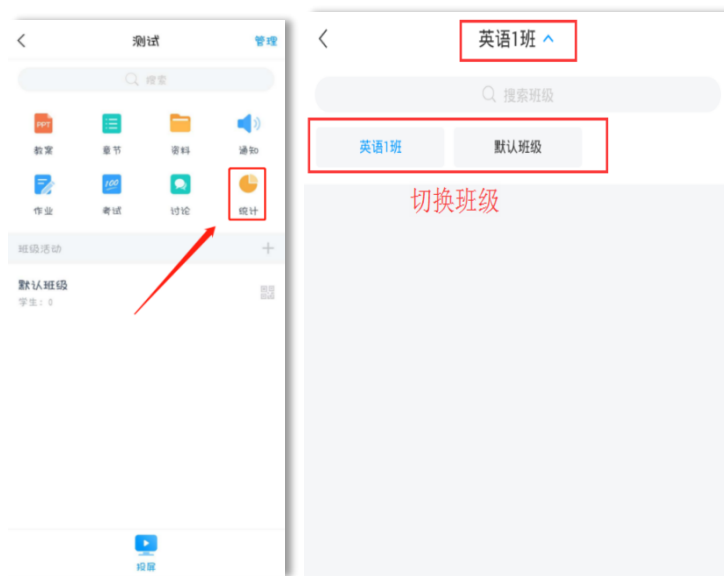 测试
管理
搜索
PPT
教案
章节
资料
通知
100
作业
考试
讨论
统计
班级活动
默认班级
学生：0
投屏
英语1班
搜索班级
英语1班
默认班级
切换班级